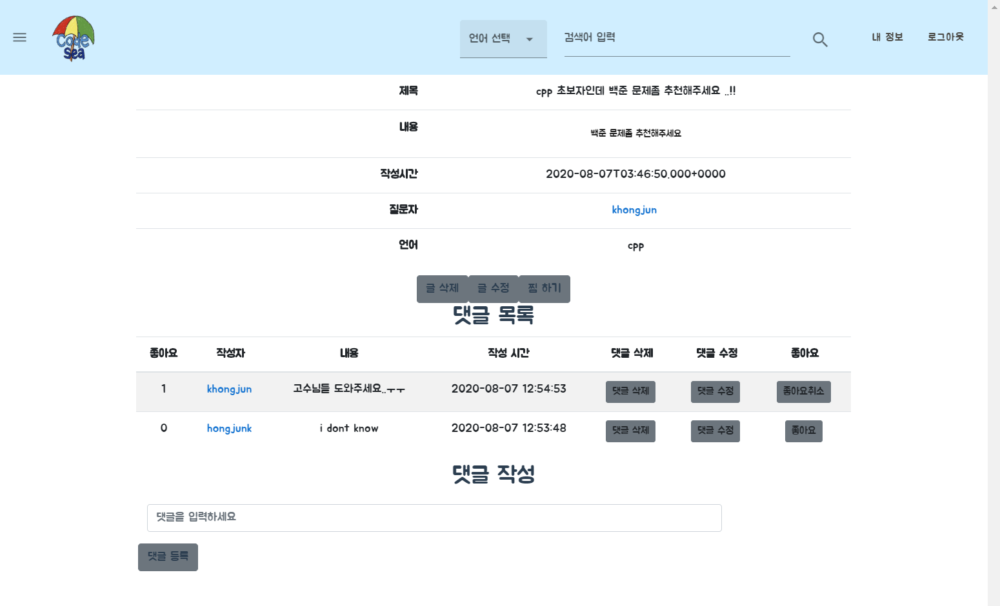 Code
Sea
언어 선택 검색어 입력 내 정보 로그아웃
제목 cpp 초보자인데 백준 문제좀 추천해주세요 ..!!
내용 백준 문제좀 추천해주세요
작성시간 2020-08-07T03:46:50.000+0000
질문자 khongjun
언어 cpp
글 삭제 글 수정 찜 하기
댓글 목록
좋아요 작성자 내용 작성 시간 댓글 삭제 댓글 수정 좋아요
1 khongjun 고수님들 도와주세요..ㅜㅜ 2020-08-07 12:54:53 댓글 삭제 댓글 수정 좋아요취소
0 hongjunk i dont know 2020-08-07 12:53:48 댓글 삭제 댓글 수정 좋아요
댓글 작성
댓글을 입력하세요
댓글 등록